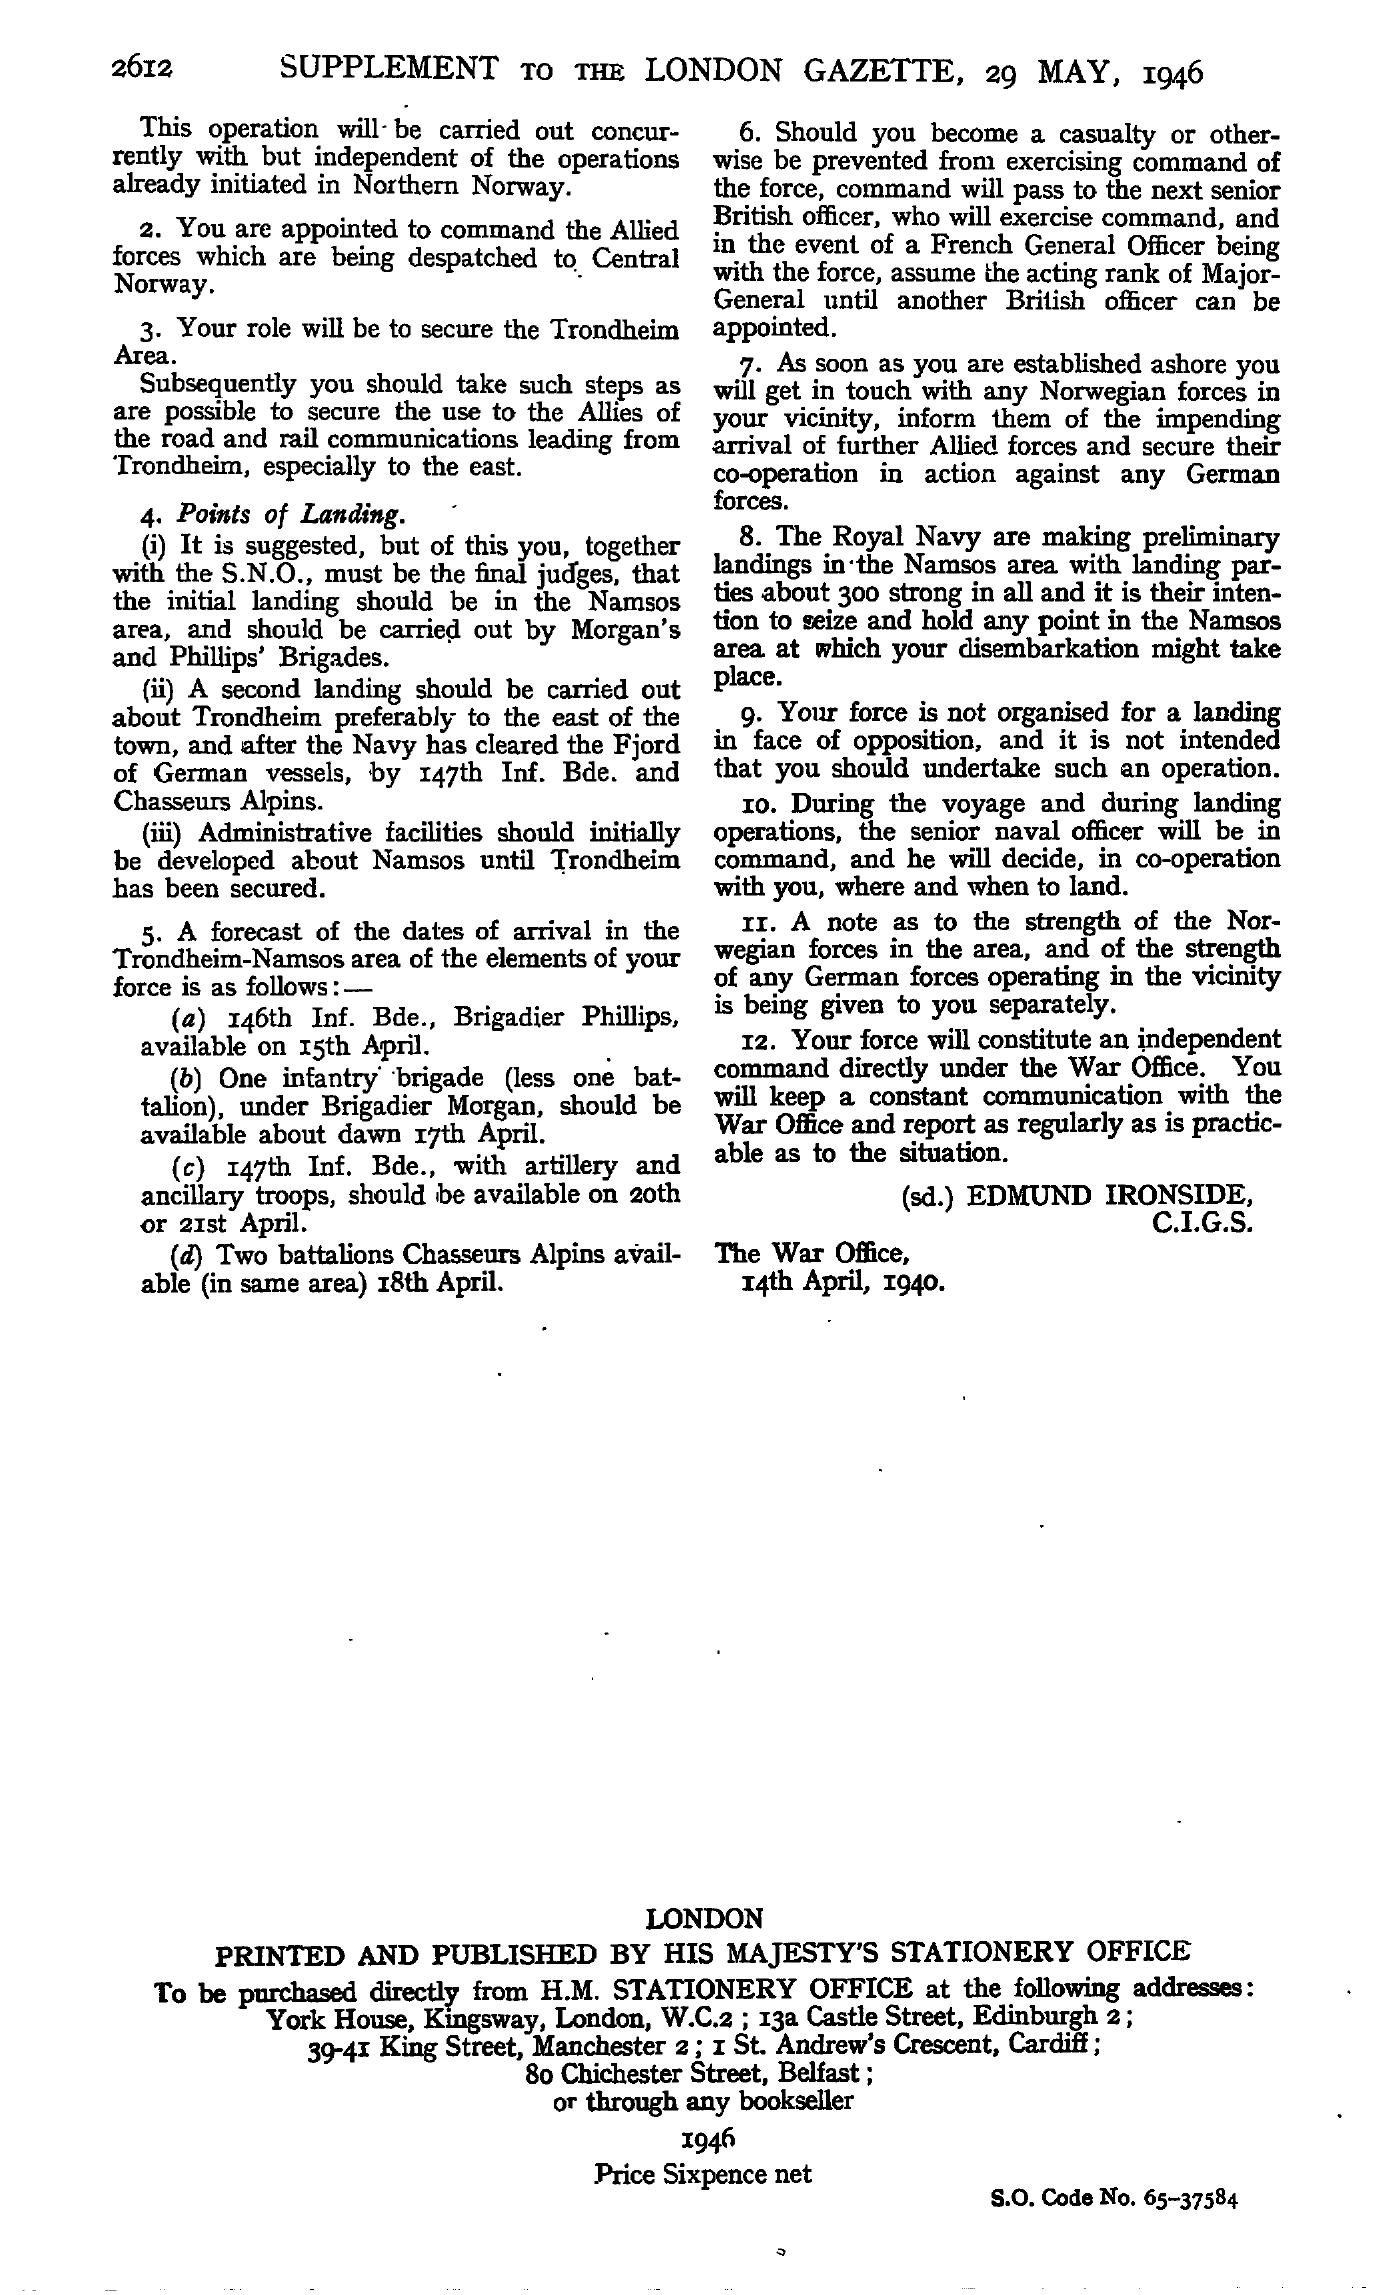 2612 SUPPLEMENT TO THE LONDON GAZETTE, 29 MAY, 1946
This operation will be carried out concur-
rently with but independent of the operations
already initiated in Northern Norway.
2. You are appointed to command the Allied
forces which are being despatched to Central
Norway.
3. Your role will be to secure the Trondheim
Area.
Subsequently you should take such steps as
are possible to secure the use to the Allies of
the road and rail communications leading from
Trondheim, especially to the east.
4. Points of Landing.
(i) It is suggested, but of this you, together
with the S.N.O., must be the final judges, that
the initial landing should be in the Namsos
area, and should be carried out by Morgan's
and Phillips' Brigades.
(ii) A second landing should be carried out
about Trondheim preferably to the east of the
town, and after the Navy has cleared the Fjord
of German vessels, by 147th Inf. Bde. and
Chasseurs Alpins.
(iii) Administrative facilities should initially
be developed about Namsos until Trondheim
has been secured.
5. A forecast of the dates of arrival in the
Trondheim-Namsos area of the elements of your
force is as follows:—
(a) 146th Inf. Bde., Brigadier Phillips,
available on 15th April.
(b) One infantry brigade (less one bat-
talion), under Brigadier Morgan, should be
available about dawn 17th April.
(c) 147th Inf. Bde., with artillery and
ancillary troops, should be available on 20th
or 21st April.
(d) Two battalions Chasseurs Alpins avail-
able (in same area) 18th April.
6. Should you become a casualty or other-
wise be prevented from exercising command of
the force, command will pass to the next senior
British officer, who will exercise command, and
in the event of a French General Officer being
with the force, assume the acting rank of Major-
General until another British officer can be
appointed.
7. As soon as you are established ashore you
will get in touch with any Norwegian forces in
your vicinity, inform them of the impending
arrival of further Allied forces and secure their
co-operation in action against any German
forces.
8. The Royal Navy are making preliminary
landings in the Namsos area with landing par-
ties about 300 strong in all and it is their inten-
tion to seize and hold any point in the Namsos
area at which your disembarkation might take
place.
9. Your force is not organised for a landing
in face of opposition, and it is not intended
that you should undertake such an operation.
10. During the voyage and during landing
operations, the senior naval officer will be in
command, and he will decide, in co-operation
with you, where and when to land.
11. A note as to the strength of the Nor-
wegian forces in the area, and of the strength
of any German forces operating in the vicinity
is being given to you separately.
12. Your force will constitute an independent
command directly under the War Office. You
will keep a constant communication with the
War Office and report as regularly as is practic-
able as to the situation.
(sd.) EDMUND IRONSIDE,
C.I.G.S.
The War Office,
14th April, 1940.
LONDON
PRINTED AND PUBLISHED BY HIS MAJESTY'S STATIONERY OFFICE
To be purchased directly from H.M. STATIONERY OFFICE at the following addresses:
York House, Kingsway, London, W.C.2; 13a Castle Street, Edinburgh 2;
39-41 King Street, Manchester 2; 1 St. Andrew's Crescent, Cardiff;
80 Chichester Street, Belfast;
or through any bookseller
1946
Price Sixpence net
S.O. Code No. 65-37584